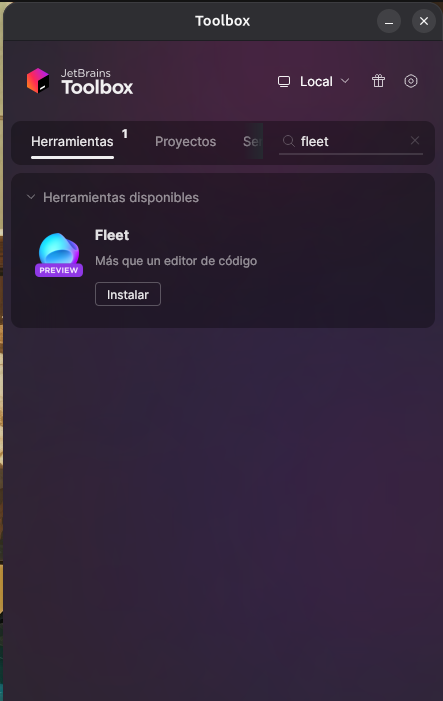 Toolbox
JetBrains
Toolbox
Local
Herramientas 1
Proyectos
fleet
Herramientas disponibles
Fleet
Más que un editor de código
PREVIEW
Instalar